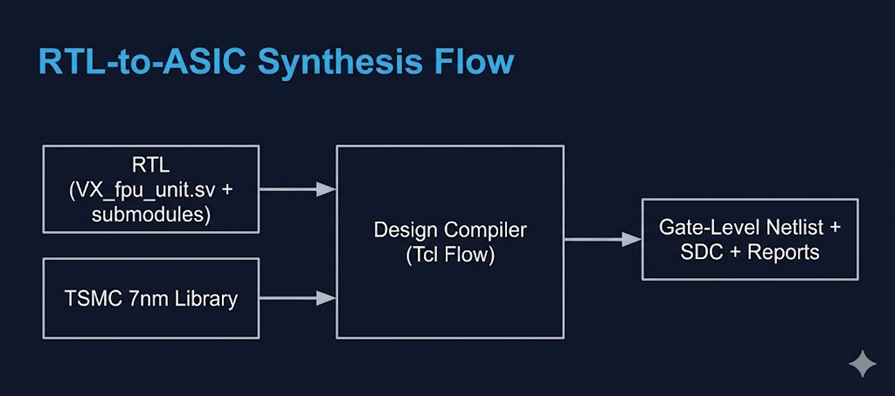 RTL-to-ASIC Synthesis Flow
RTL
(VX_fpu_unit.sv +
submodules)
TSMC 7nm Library
Design Compiler
(Tcl Flow)
Gate-Level Netlist +
SDC + Reports